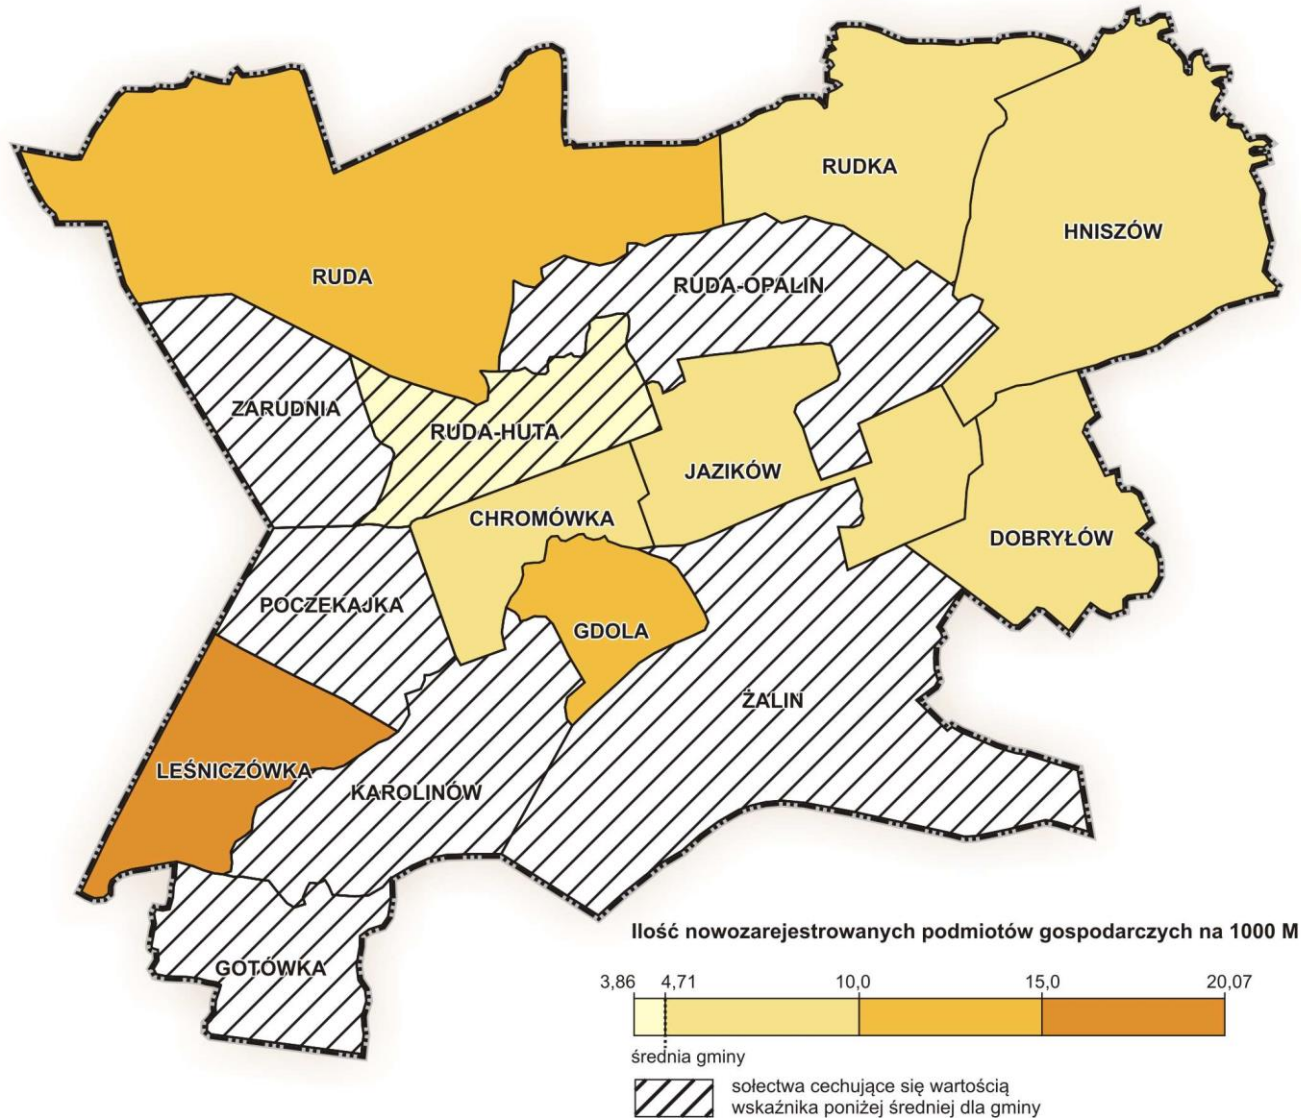 RUDKA
HNISZÓW
RUDA
RUDA-OPALIN
ZARUDNIA
RUDA-HUTA
JAZIKÓW
CHROMÓWKA
DOBRYŁÓW
POCZEKAJKA
GDOLA
ŻALIN
LEŚNICZÓWKA
KAROLINÓW
GOTÓWKA
Ilość nowozarejestrowanych podmiotów gospodarczych na 1000 M
3,86 4,71 10,0 15,0 20,07
średnia gminy
sołectwa cechujące się wartością
wskaźnika poniżej średniej dla gminy